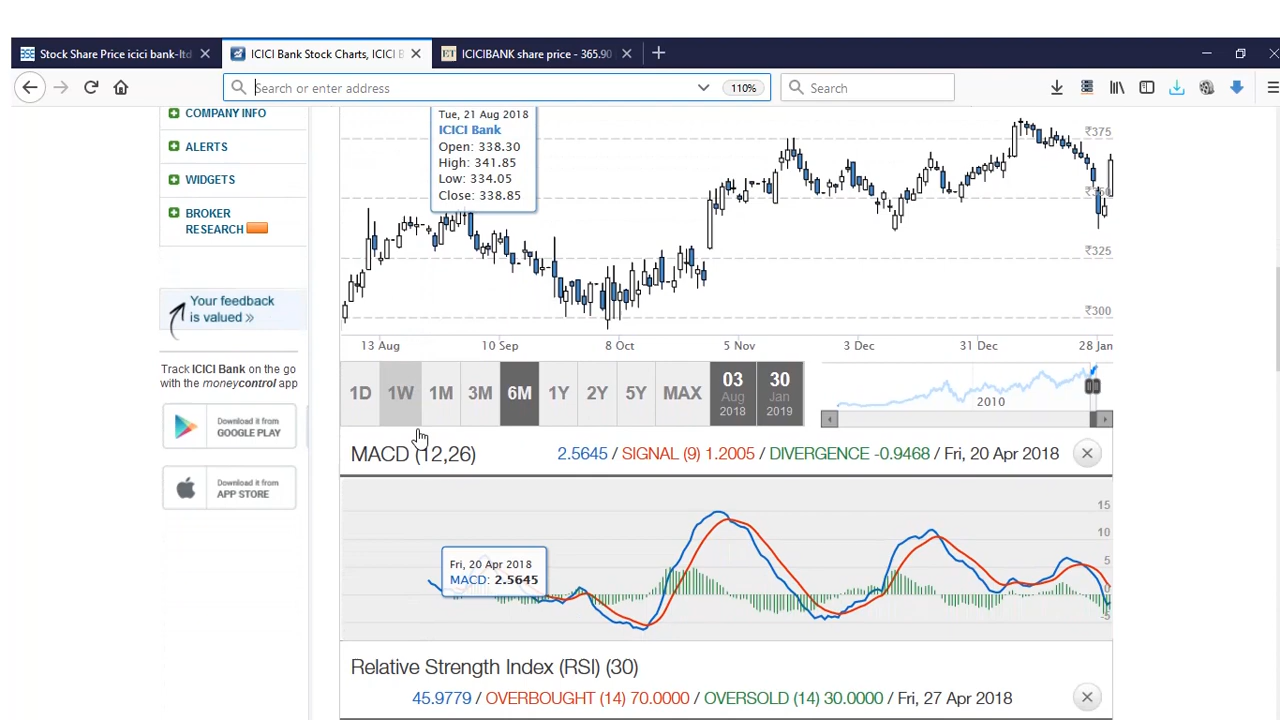 Stock Share Price icici bank-ltd
ICICI Bank Stock Charts, ICICI B
ET ICICIBANK share price - 365.90
Search or enter address
110%
Search
COMPANY INFO
ALERTS
WIDGETS
BROKER
RESEARCH
Your feedback
is valued »
Track ICICI Bank on the go
with the moneycontrol app
Download it from
GOOGLE PLAY
Download it from
APP STORE
Tue, 21 Aug 2018
ICICI Bank
Open: 338.30
High: 341.85
Low: 334.05
Close: 338.85
₹375
₹350
₹325
₹300
13 Aug
10 Sep
8 Oct
5 Nov
3 Dec
31 Dec
28 Jan
1D
1W
1M
3M
6M
1Y
2Y
5Y
MAX
03
Aug
2018
30
Jan
2019
2010
MACD (12,26)
2.5645 / SIGNAL (9) 1.2005 / DIVERGENCE -0.9468 / Fri, 20 Apr 2018
15
10
5
0
-5
Fri, 20 Apr 2018
MACD: 2.5645
Relative Strength Index (RSI) (30)
45.9779 / OVERBOUGHT (14) 70.0000 / OVERSOLD (14) 30.0000 / Fri, 27 Apr 2018